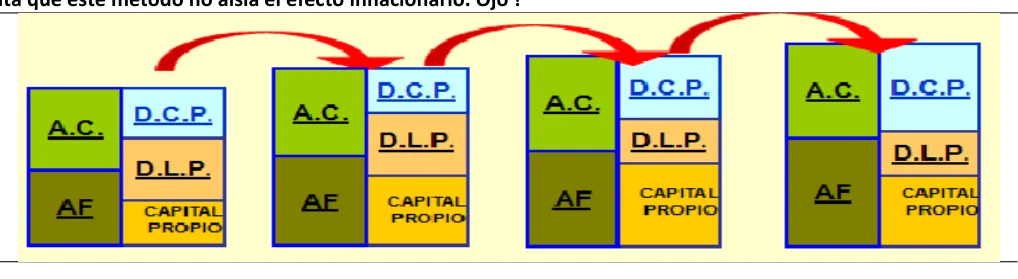 ta que este método no aísla el efecto inflacionario. Ojo !
A.C.
D.C.P.
D.L.P.
AF
CAPITAL
PROPIO
A.C.
D.C.P.
D.L.P.
AF
CAPITAL
PROPIO
A.C.
D.C.P.
D.L.P.
AF
CAPITAL
PROPIO
A.C.
D.C.P.
D.L.P.
AF
CAPITAL
PROPIO